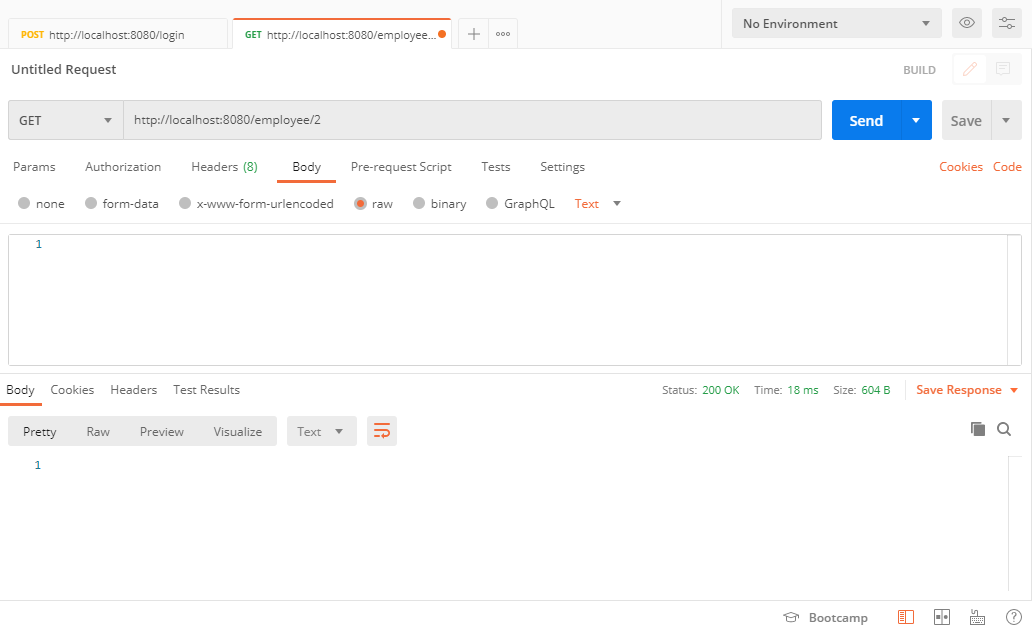 POST http://localhost:8080/login GET http://localhost:8080/employee... No Environment
Untitled Request BUILD
GET http://localhost:8080/employee/2 Send Save
Params Authorization Headers (8) Body Pre-request Script Tests Settings Cookies Code
none form-data x-www-form-urlencoded raw binary GraphQL Text
1
Body Cookies Headers Test Results Status: 200 OK Time: 18 ms Size: 604 B Save Response
Pretty Raw Preview Visualize Text
1
Bootcamp